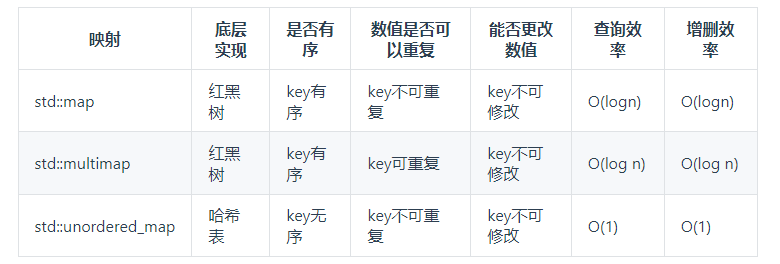 映射 底层 实现 是否有 序 数值是否可 以重复 能否更改 数值 查询效 率 增删效 率
std::map 红黑 树 key有 序 key不可重 复 key不可 修改 O(logn) O(logn)
std::multimap 红黑 树 key有 序 key可重复 key不可 修改 O(log n) O(log n)
std::unordered_map 哈希 表 key无 序 key不可重 复 key不可 修改 O(1) O(1)